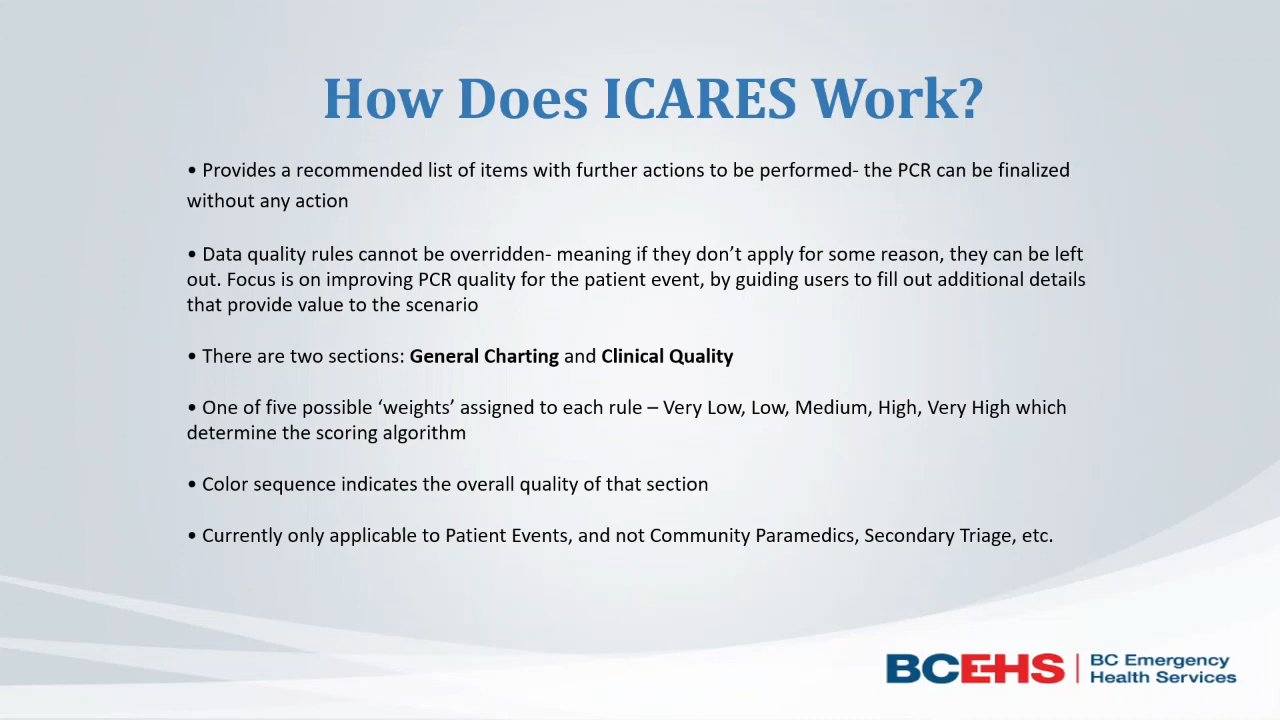 How Does ICARES Work?
• Provides a recommended list of items with further actions to be performed- the PCR can be finalized
without any action
• Data quality rules cannot be overridden- meaning if they don’t apply for some reason, they can be left
out. Focus is on improving PCR quality for the patient event, by guiding users to fill out additional details
that provide value to the scenario
• There are two sections: General Charting and Clinical Quality
• One of five possible ‘weights’ assigned to each rule – Very Low, Low, Medium, High, Very High which
determine the scoring algorithm
• Color sequence indicates the overall quality of that section
• Currently only applicable to Patient Events, and not Community Paramedics, Secondary Triage, etc.
BCEHS | BC Emergency
Health Services